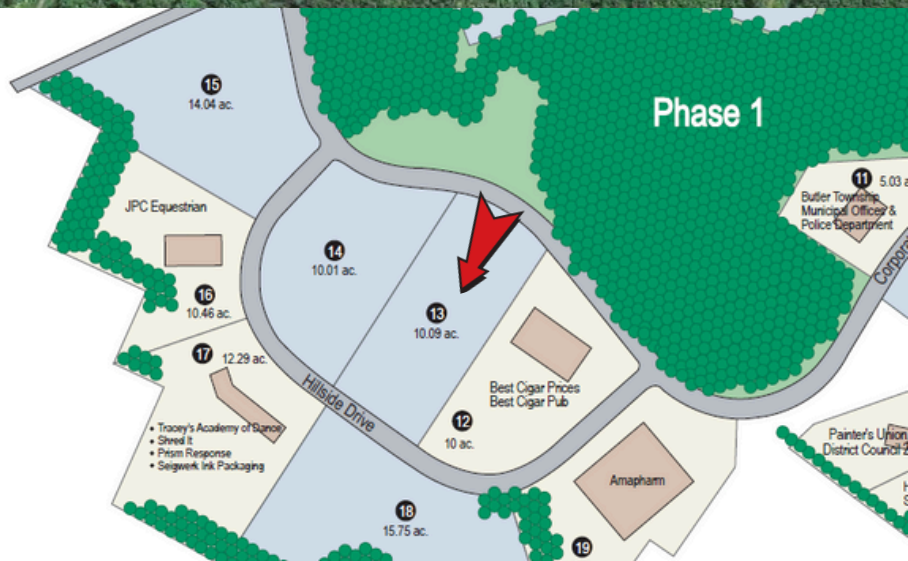 15
14.04 ac.
Phase 1
JPC Equestrian
11
5.03 a
Butler Township
Municipal Offices &
Police Department
14
10.01 ac.
16
10.46 ac.
13
10.09 ac.
17
12.29 ac.
Best Cigar Prices
Best Cigar Pub
Hillside Drive
12
10 ac.
• Tracey's Academy of Dance
• Shred It
• Prism Response
• Seigwerk Ink Packaging
Painter's Union
District Council 2
Amapharm
18
15.75 ac.
19
H
S